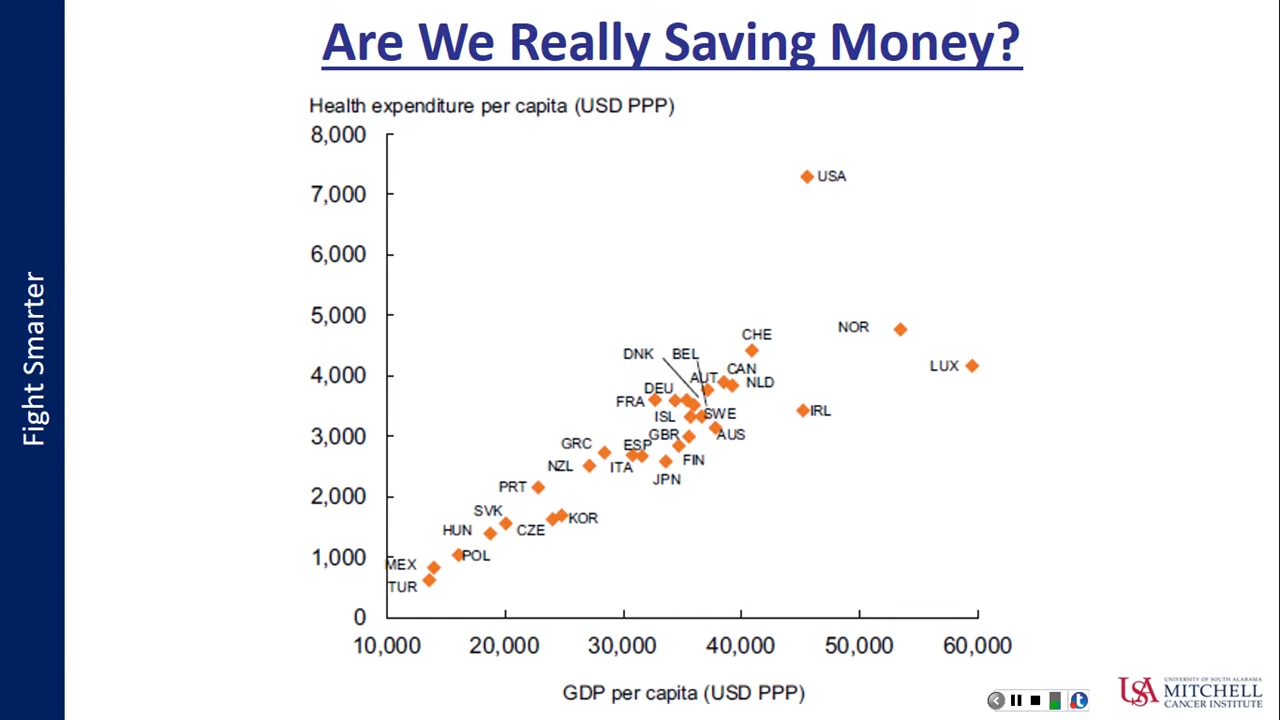 Are We Really Saving Money?
Fight Smarter
Health expenditure per capita (USD PPP)
8,000
7,000
6,000
5,000
4,000
3,000
2,000
1,000
0
USA
NOR
CHE
LUX
DNK
BEL
CAN
AUT
NLD
DEU
FRA
IRL
ISL
SWE
GBR
AUS
GRC
ESP
FIN
NZL
ITA
JPN
PRT
SVK
KOR
HUN
CZE
POL
MEX
TUR
10,000 20,000 30,000 40,000 50,000 60,000
GDP per capita (USD PPP)
USA
UNIVERSITY OF SOUTH ALABAMA
MITCHELL
CANCER INSTITUTE